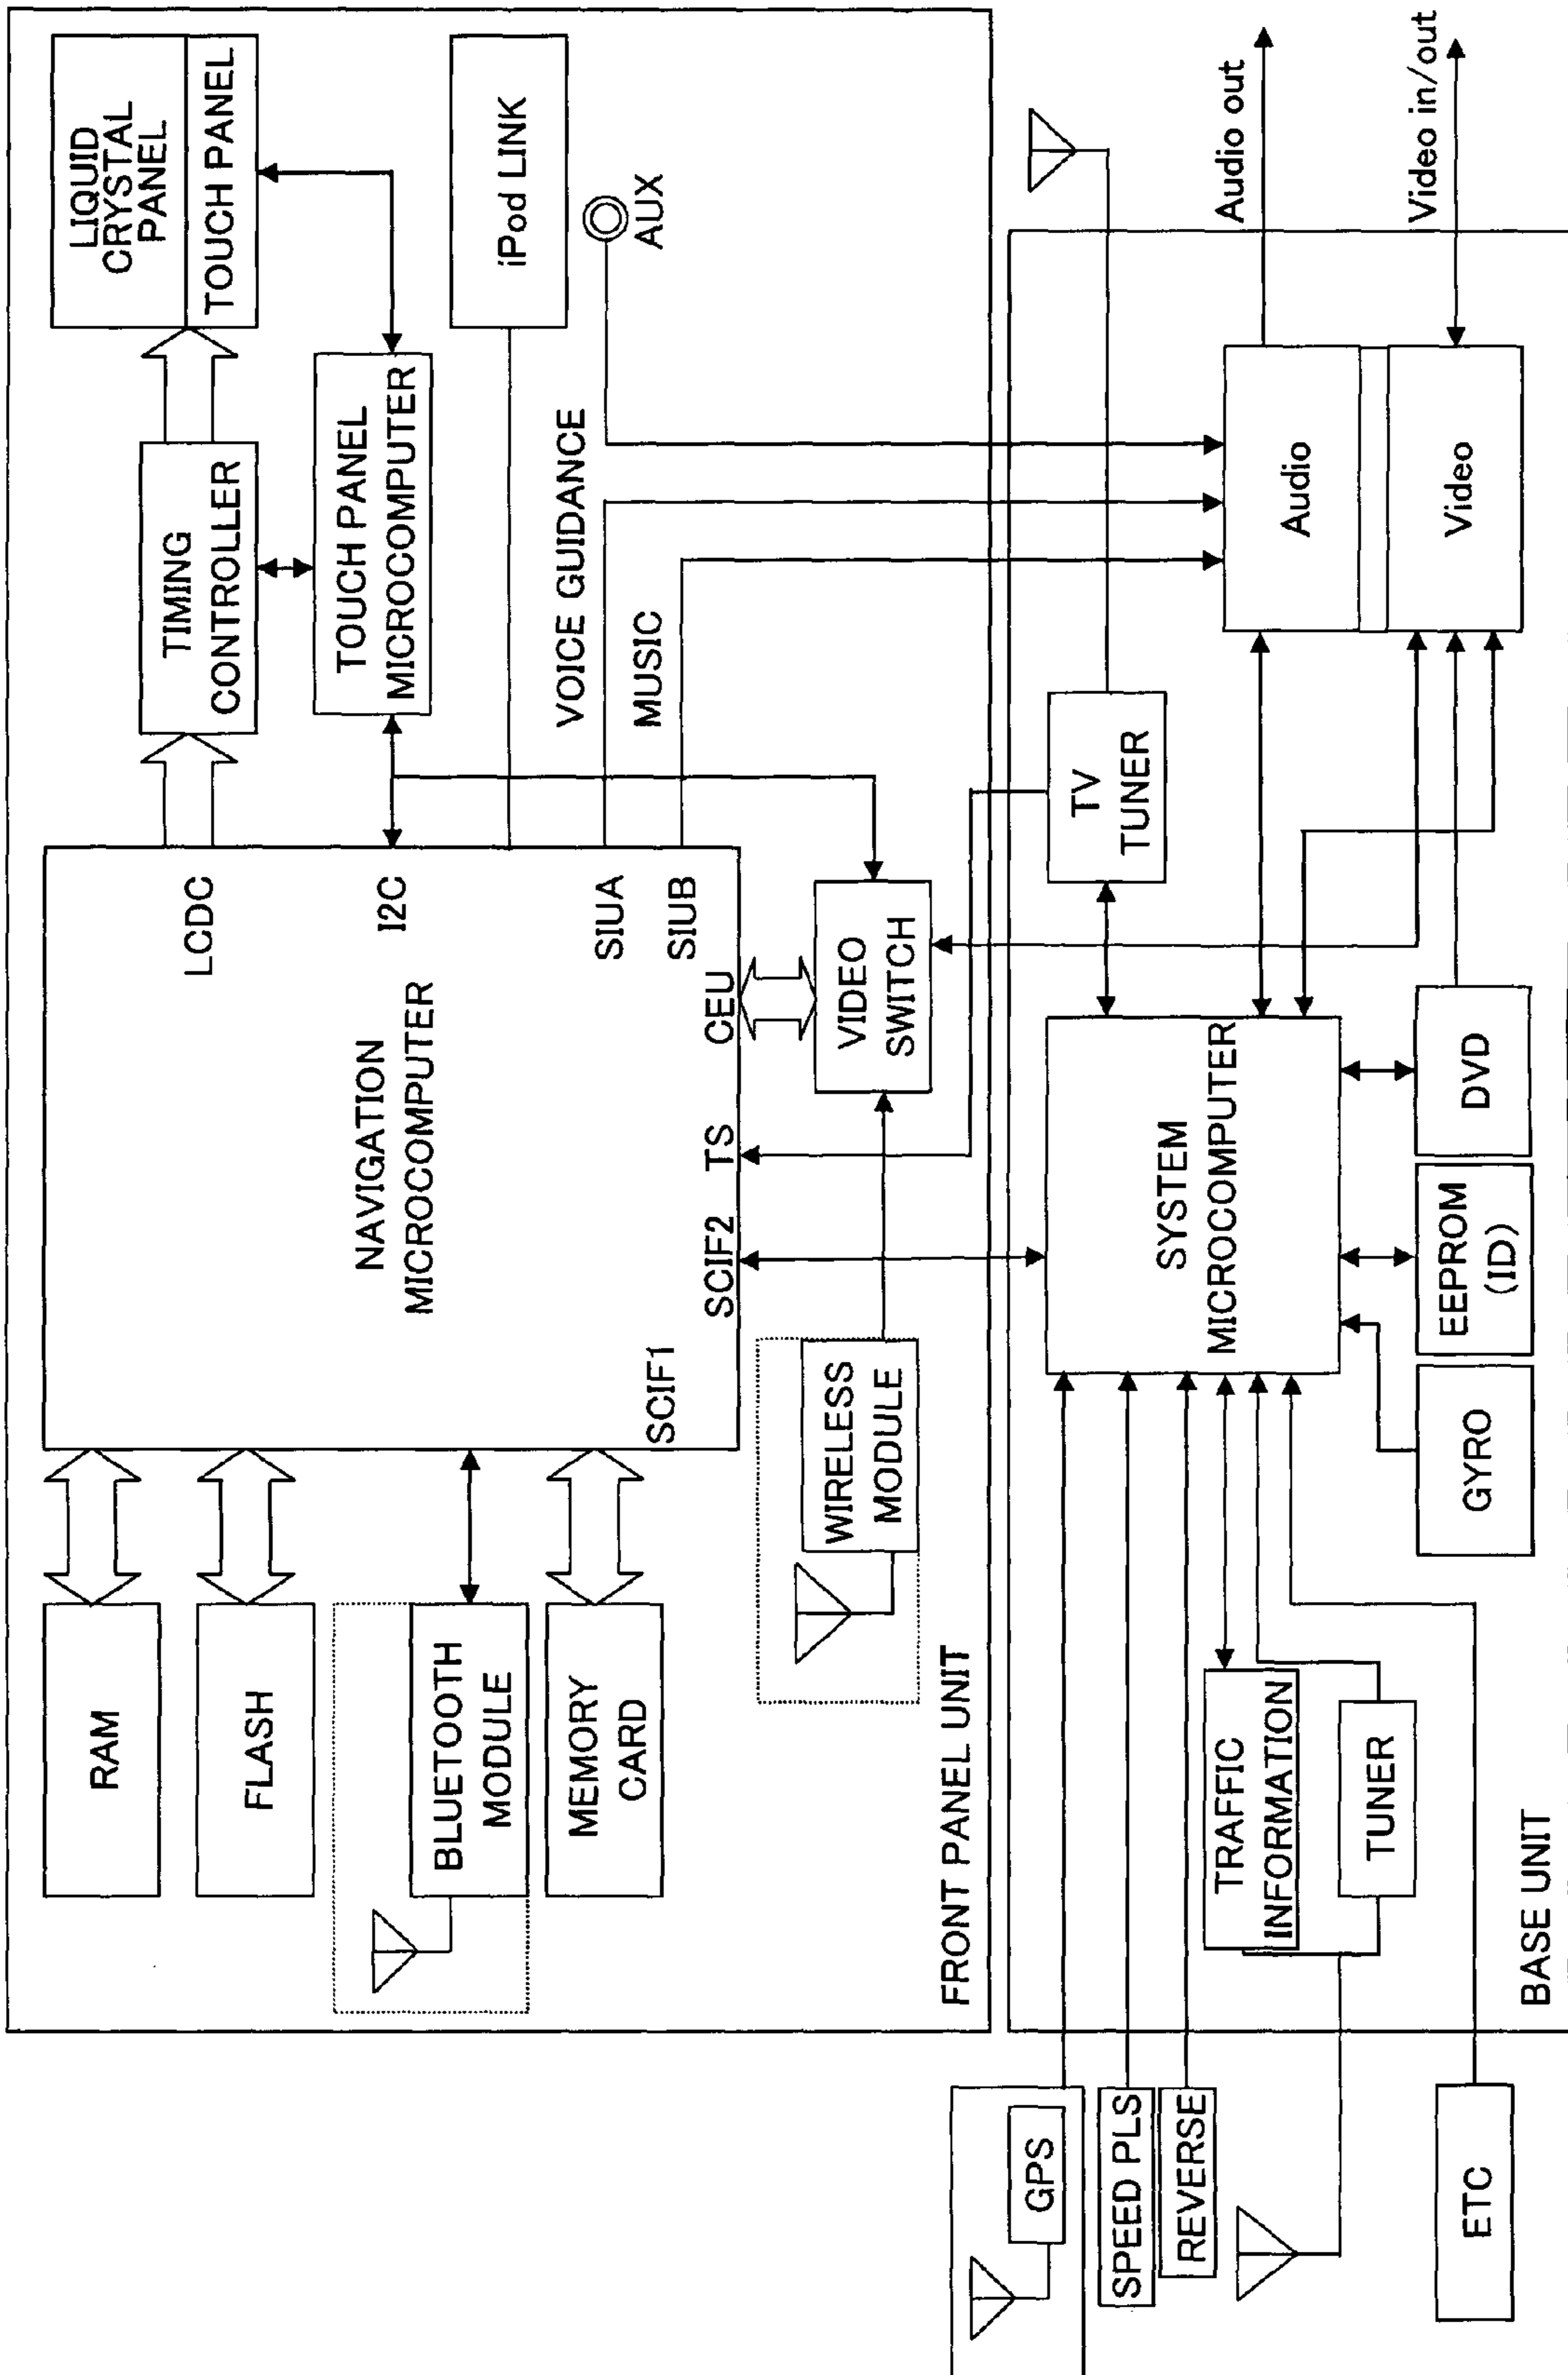 FRONT PANEL UNIT
RAM
FLASH
BLUETOOTH
MODULE
MEMORY
CARD
NAVIGATION
MICROCOMPUTER
LCDC
I2C
SIUA
SIUB
SCIF1
SCIF2
TS
CEU
TIMING
CONTROLLER
LIQUID
CRYSTAL
PANEL
TOUCH PANEL
TOUCH PANEL
MICROCOMPUTER
iPod LINK
VOICE GUIDANCE
MUSIC
AUX
WIRELESS
MODULE
VIDEO
SWITCH
BASE UNIT
GPS
SPEED PLS
REVERSE
ETC
TRAFFIC
INFORMATION
TUNER
SYSTEM
MICROCOMPUTER
TV
TUNER
GYRO
EEPROM
(ID)
DVD
Audio
Video
Audio out
Video in/out